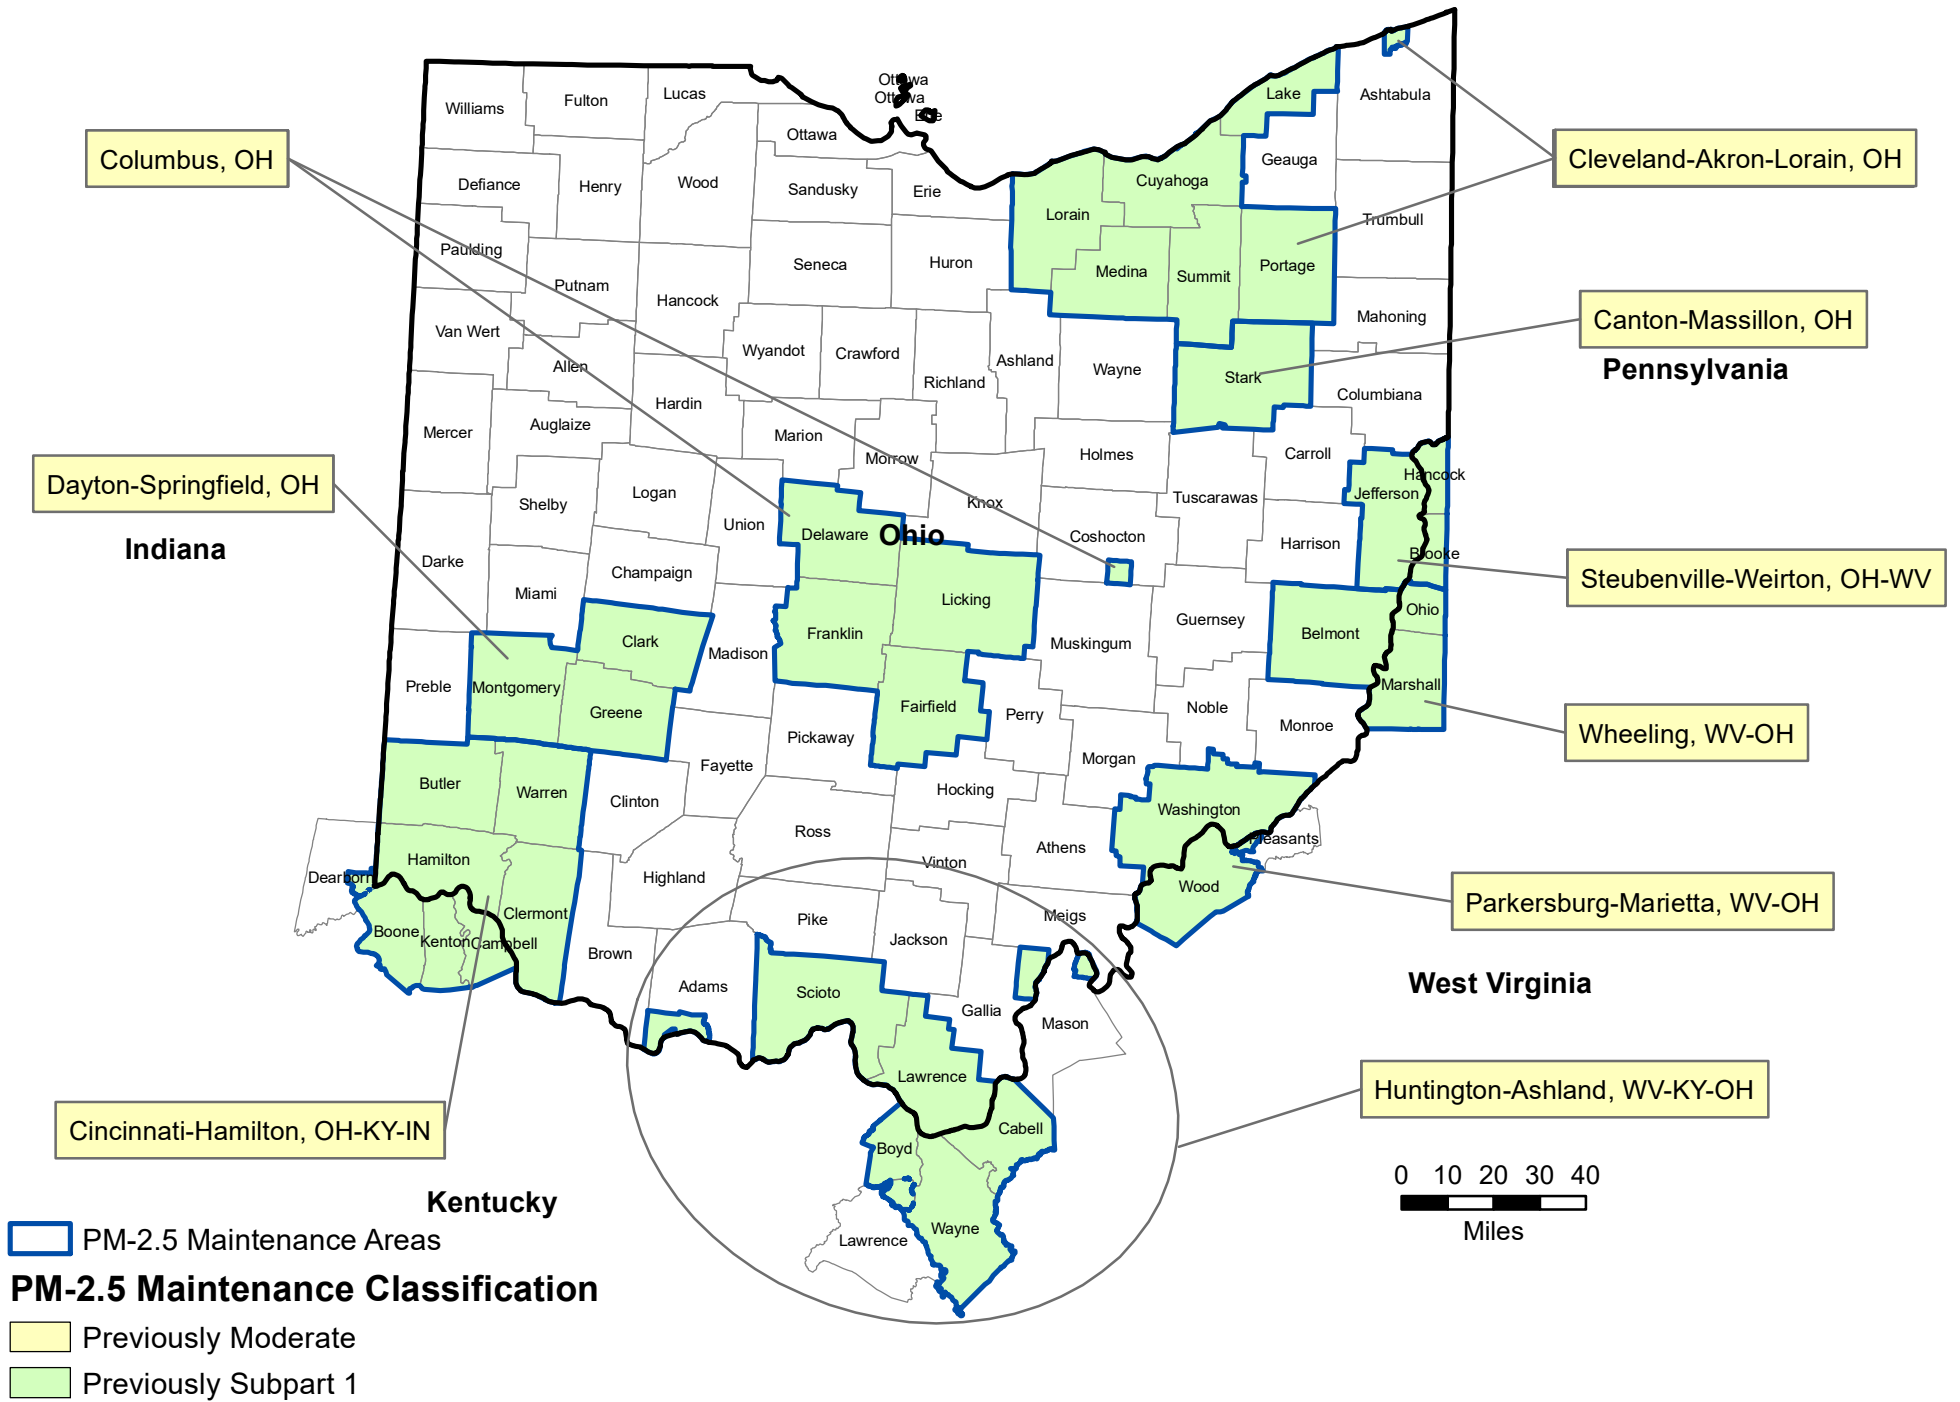 Ottawa
Ottawa
Erie
Williams
Fulton
Lucas
Lake
Ashtabula
Ottawa
Geauga
Columbus, OH
Cleveland-Akron-Lorain, OH
Defiance
Henry
Wood
Sandusky
Erie
Cuyahoga
Lorain
Trumbull
Paulding
Putnam
Seneca
Huron
Medina
Summit
Portage
Hancock
Mahoning
Canton-Massillon, OH
Van Wert
Wyandot
Crawford
Ashland
Wayne
Pennsylvania
Allen
Richland
Stark
Columbiana
Hardin
Mercer
Auglaize
Marion
Morrow
Holmes
Carroll
Hancock
Dayton-Springfield, OH
Logan
Jefferson
Shelby
Knox
Tuscarawas
Union
Delaware
Ohio
Coshocton
Harrison
Indiana
Darke
Brooke
Champaign
Steubenville-Weirton, OH-WV
Miami
Licking
Ohio
Clark
Franklin
Guernsey
Belmont
Muskingum
Madison
Preble
Montgomery
Marshall
Greene
Fairfield
Perry
Noble
Monroe
Pickaway
Wheeling, WV-OH
Morgan
Fayette
Butler
Warren
Clinton
Hocking
Washington
Ross
Pleasants
Athens
Hamilton
Vinton
Dearborn
Highland
Wood
Parkersburg-Marietta, WV-OH
Clermont
Pike
Meigs
Boone
Kenton
Campbell
Jackson
Brown
West Virginia
Adams
Scioto
Gallia
Mason
Lawrence
Huntington-Ashland, WV-KY-OH
Cincinnati-Hamilton, OH-KY-IN
Cabell
Boyd
0 10 20 30 40
Miles
Kentucky
Wayne
Lawrence
PM-2.5 Maintenance Areas
PM-2.5 Maintenance Classification
Previously Moderate
Previously Subpart 1